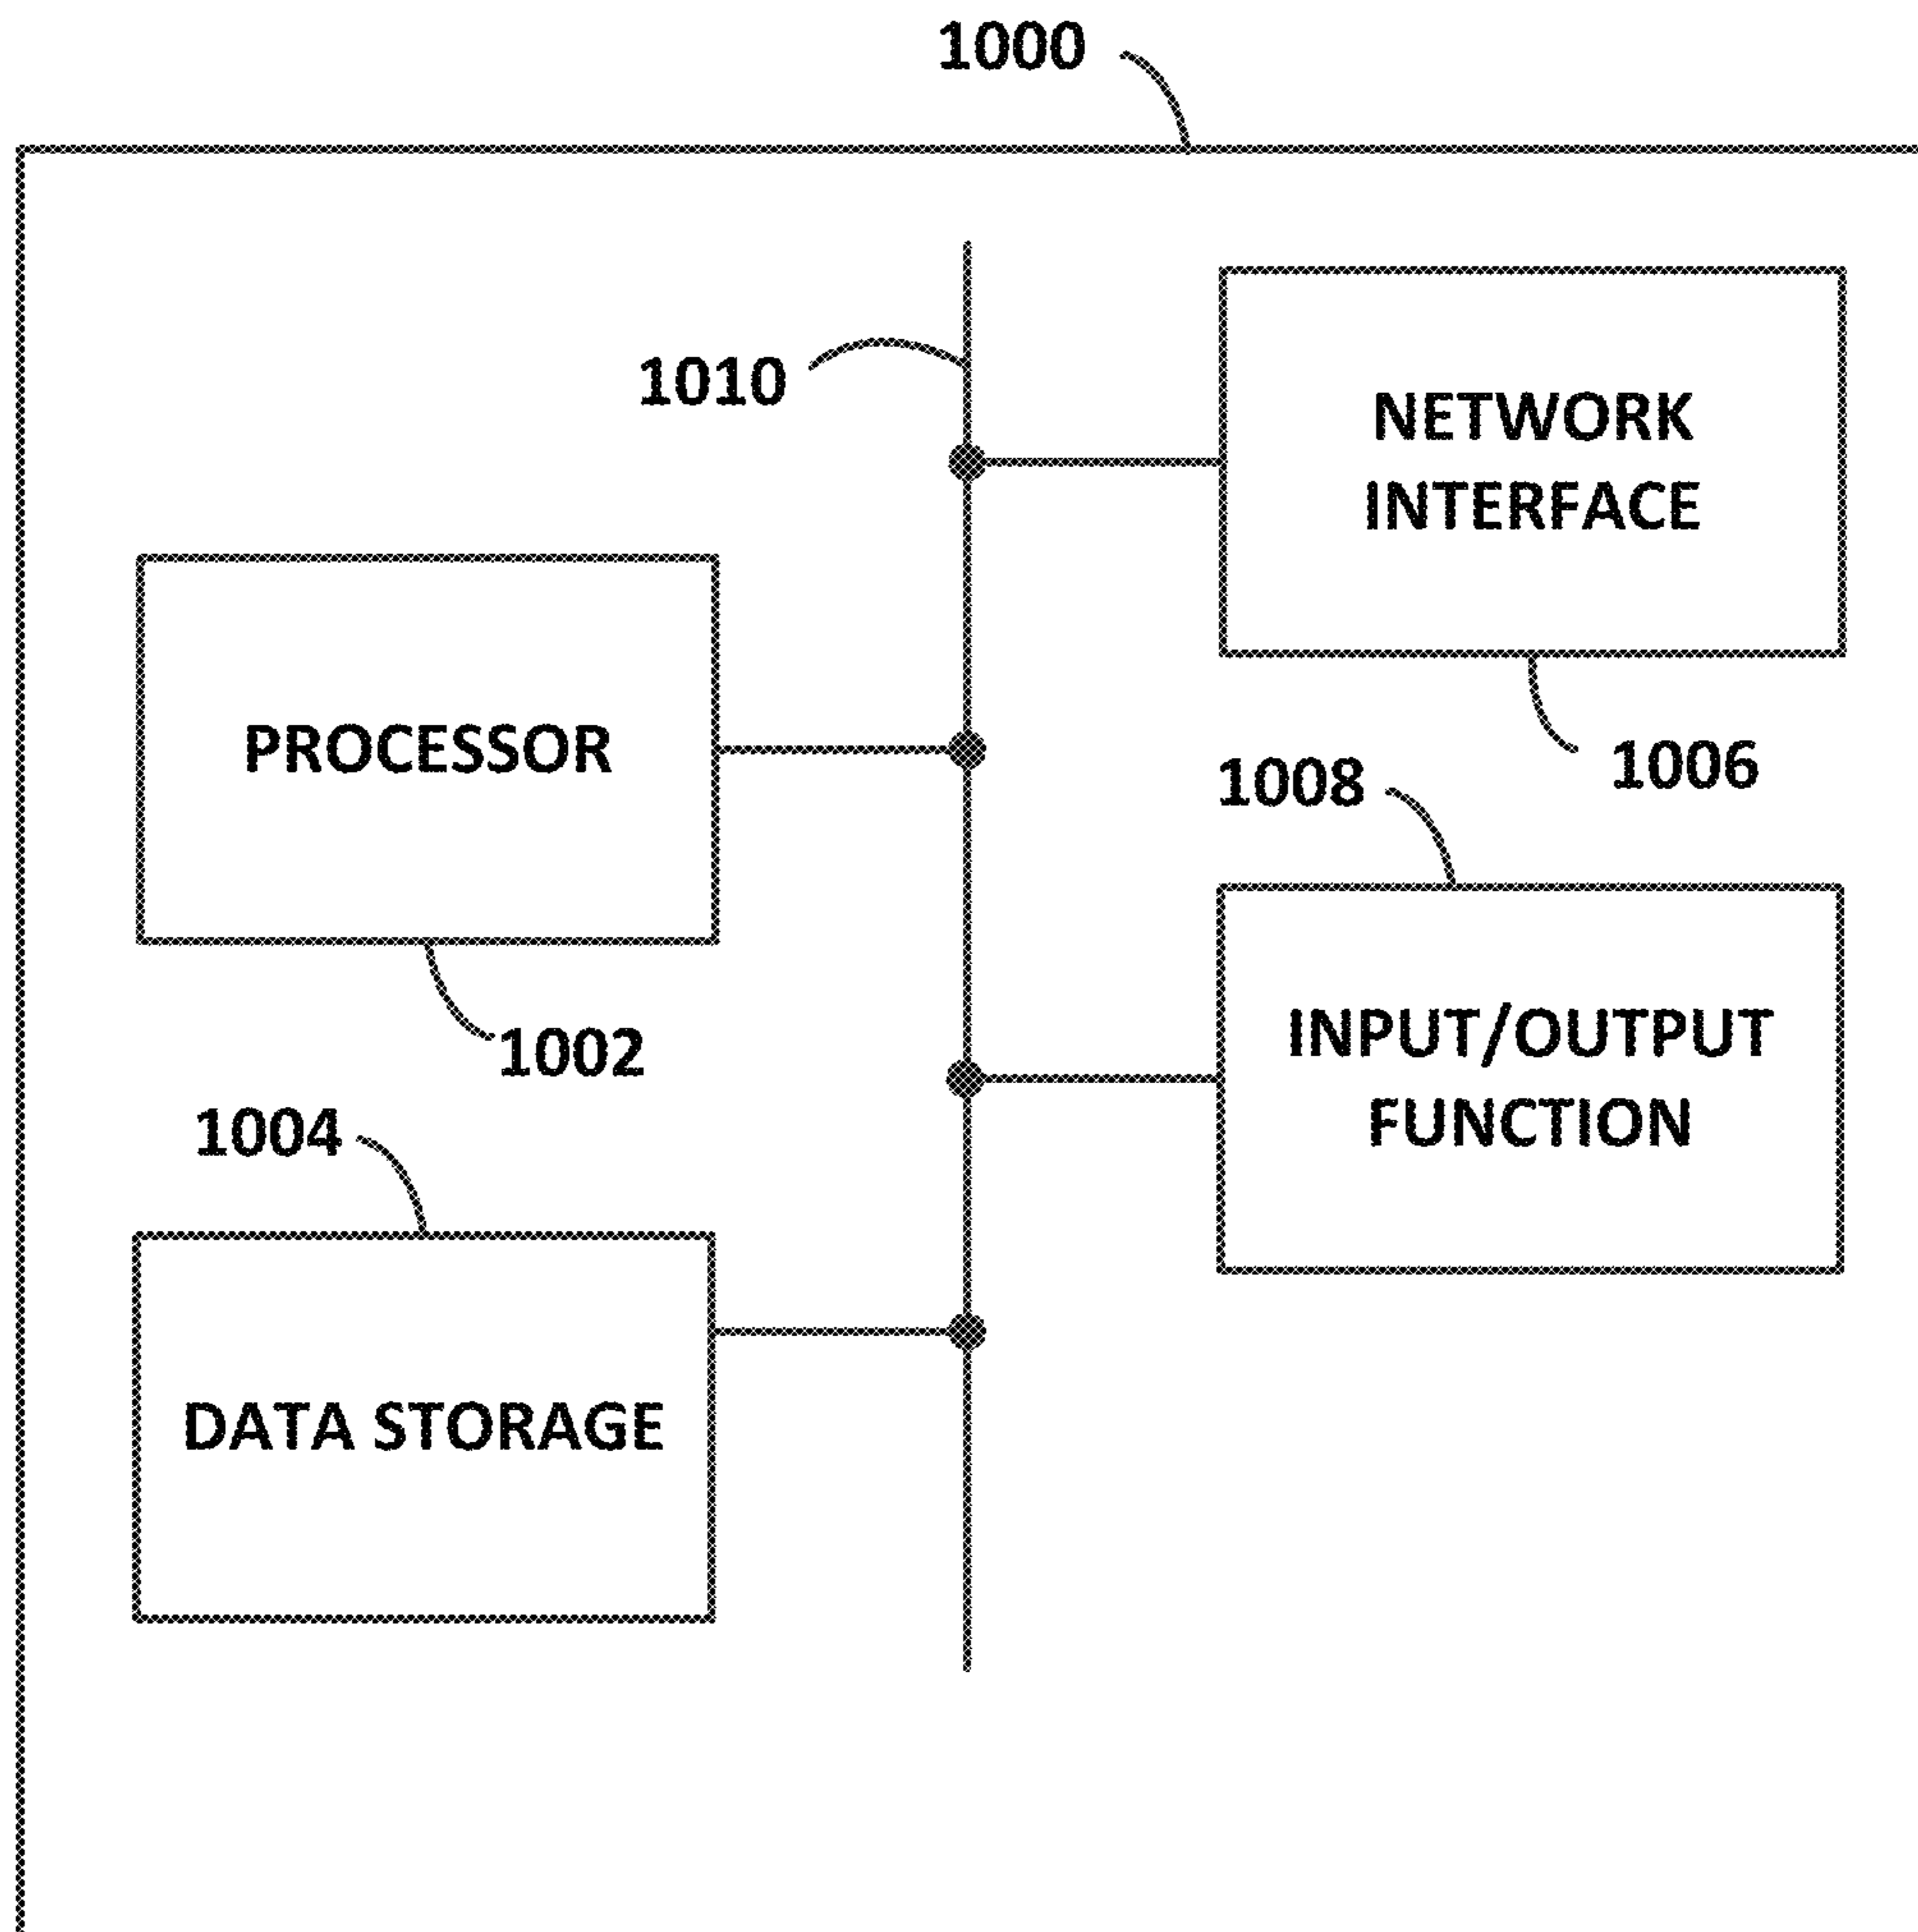 1000
1010
NETWORK
INTERFACE
1006
PROCESSOR
1002
1008
INPUT/OUTPUT
FUNCTION
1004
DATA STORAGE